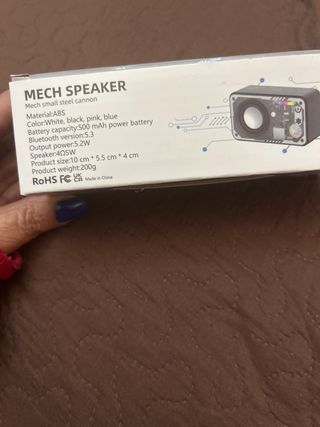 MECH SPEAKER
Mech small steel cannon
Material:ABS
Color:White, black, pink, blue
Battery capacity:500 mAh power battery
Bluetooth version:5.3
Output power:5.2W
Speaker:4Ω5W
Product size:10 cm * 5.5 cm * 4 cm
Product weight:200g
RoHS FC UK CA Made in China